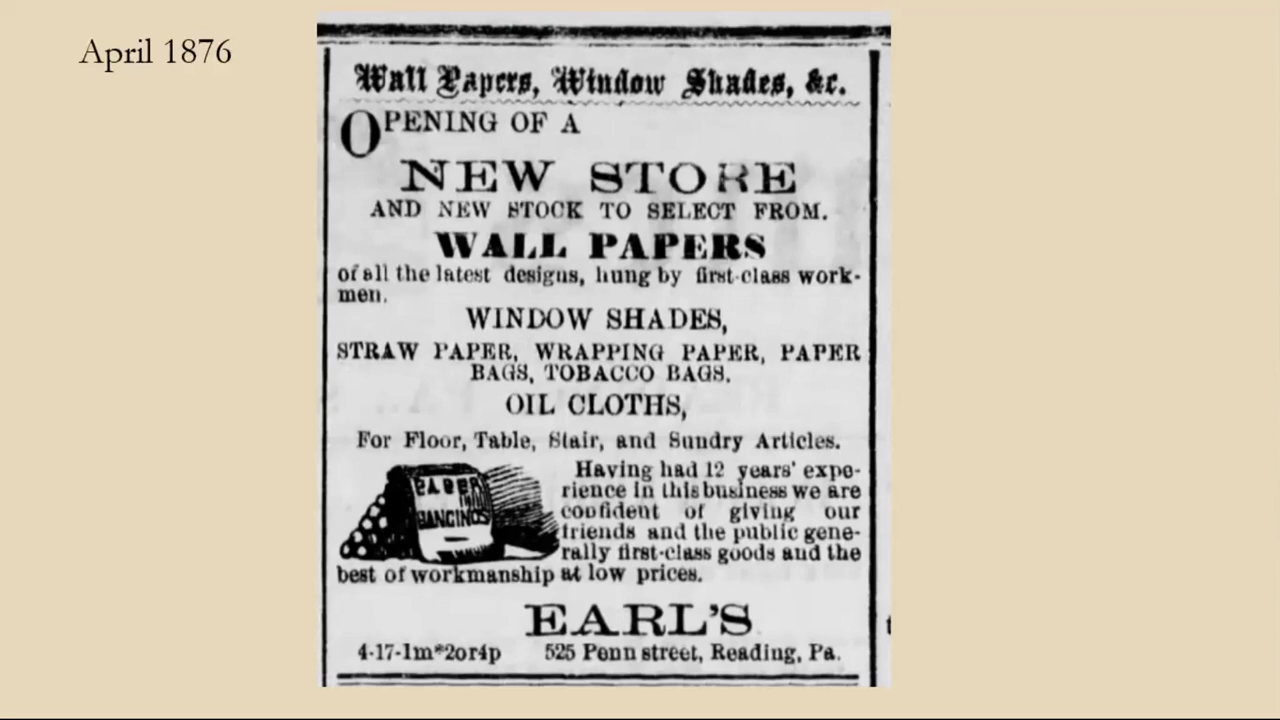 April 1876
Wall Papers, Window Shades, &c.
OPENING OF A
NEW STORE
AND NEW STOCK TO SELECT FROM.
WALL PAPERS
of all the latest designs, hung by first-class work-
men.
WINDOW SHADES,
STRAW PAPER, WRAPPING PAPER, PAPER
BAGS, TOBACCO BAGS.
OIL CLOTHS,
For Floor, Table, Stair, and Sundry Articles.
PAPER
HANGINGS
Having had 12 years' expe-
rience in this business we are
confident of giving our
friends and the public gene-
rally first-class goods and the
best of workmanship at low prices.
EARL'S
4-17-1m*2or4p 525 Penn street, Reading, Pa.